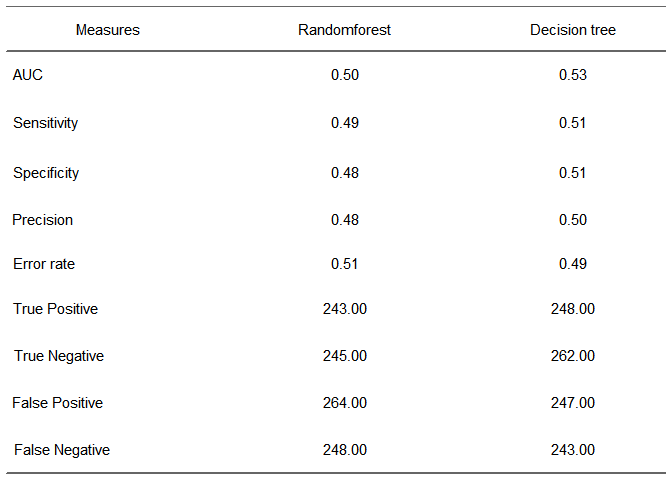 Measures Randomforest Decision tree
AUC 0.50 0.53
Sensitivity 0.49 0.51
Specificity 0.48 0.51
Precision 0.48 0.50
Error rate 0.51 0.49
True Positive 243.00 248.00
True Negative 245.00 262.00
False Positive 264.00 247.00
False Negative 248.00 243.00